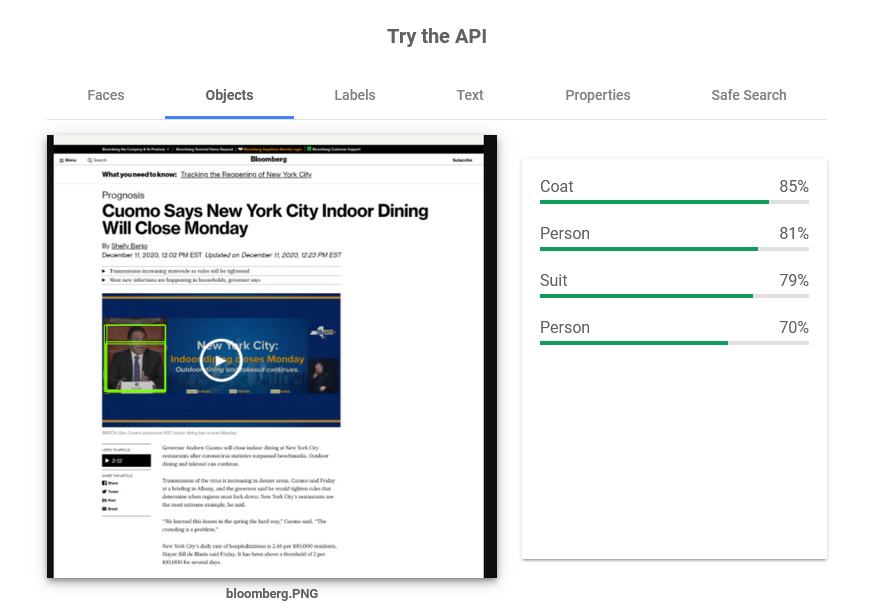 Try the API
Faces
Objects
Labels
Text
Properties
Safe Search
Bloomberg the Company & Its Products
Bloomberg Terminal Demo Request
Bloomberg Anywhere Remote Login
Bloomberg Customer Support
Menu
Search
Bloomberg
Subscribe
What you need to know: Tracking the Reopening of New York City
Prognosis
Cuomo Says New York City Indoor Dining
Will Close Monday
By Shelly Banjo
December 11, 2020, 12:02 PM EST Updated on December 11, 2020, 12:23 PM EST
Transmission increasing statewide so rules will be tightened
Most new infections are happening in households, governor says
New York City:
Indoor dining closes Monday
Outdoor dining and takeout continues.
LISTEN TO ARTICLE
2:12
SHARE THIS ARTICLE
Share
Tweet
Post
Email
Governor Andrew Cuomo will close indoor dining at New York City
restaurants after coronavirus statistics surpassed benchmarks. Outdoor
dining and takeout can continue.
Transmission of the virus is increasing in denser areas, Cuomo said Friday
at a briefing in Albany, and the governor said he would tighten rules that
determine when regions must lock down. New York City's restaurants are
the most extreme example, he said.
"We learned this lesson in the spring the hard way," Cuomo said. "The
crowding is a problem."
New York City's daily rate of hospitalizations is 2.48 per 100,000 residents,
Mayor Bill de Blasio said Friday. It has been above a threshold of 2 per
100,000 for several days.
bloomberg.PNG
Coat 85%
Person 81%
Suit 79%
Person 70%